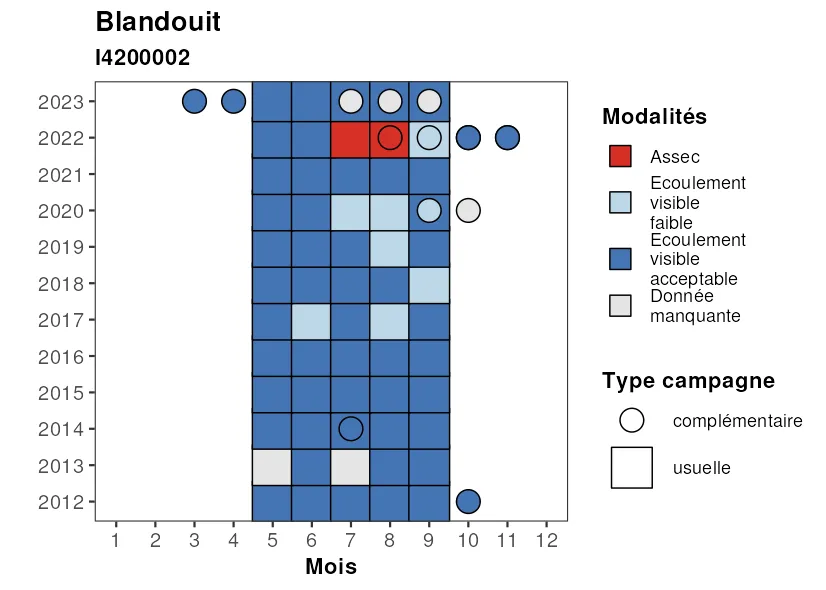 Blandouit
I4200002
2023
2022
2021
2020
2019
2018
2017
2016
2015
2014
2013
2012
1 2 3 4 5 6 7 8 9 10 11 12
Mois
Modalités
Assec
Ecoulement
visible
faible
Ecoulement
visible
acceptable
Donnée
manquante
Type campagne
complémentaire
usuelle